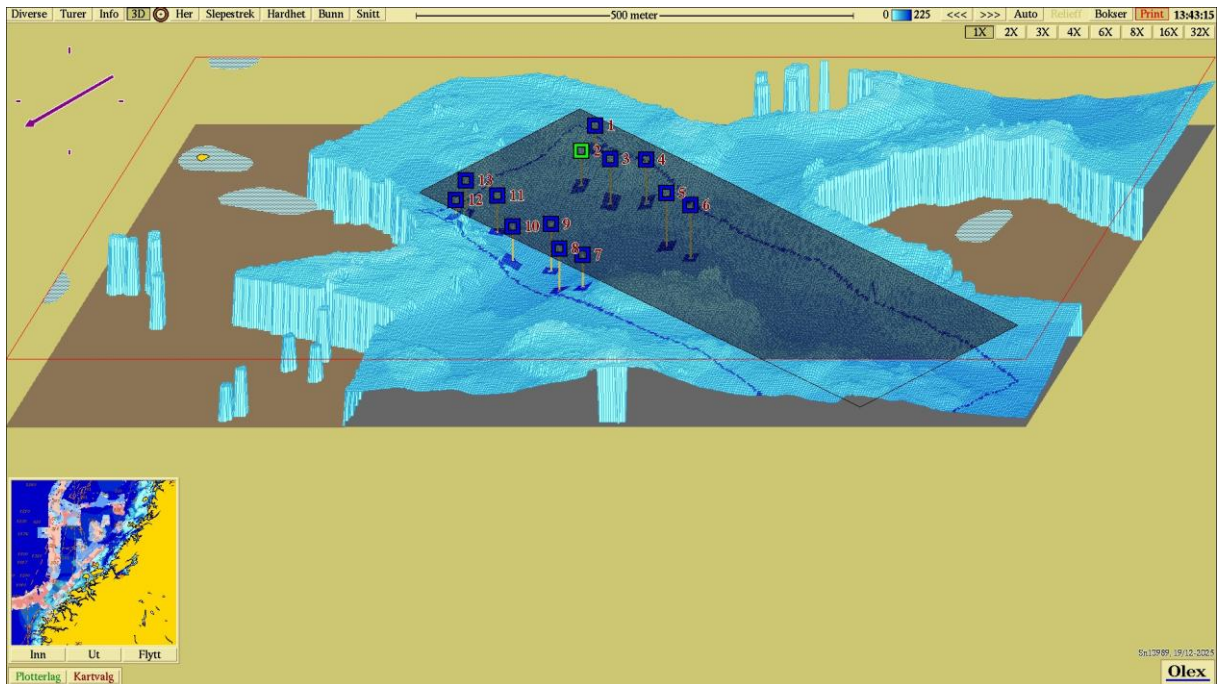 Diverse Turer Info 3D Her Slepestrek Hardhet Bunn Snitt 500 meter 0 225 <<< >>> Auto Relieff Bokser Print 13:43:15
1X 2X 3X 4X 6X 8X 16X 32X
1
2
3
4
13
12
11
5
6
10
9
8
7
Inn Ut Flytt
Sn13989, 19/12-2025
Plotterlag Kartvalg
Olex